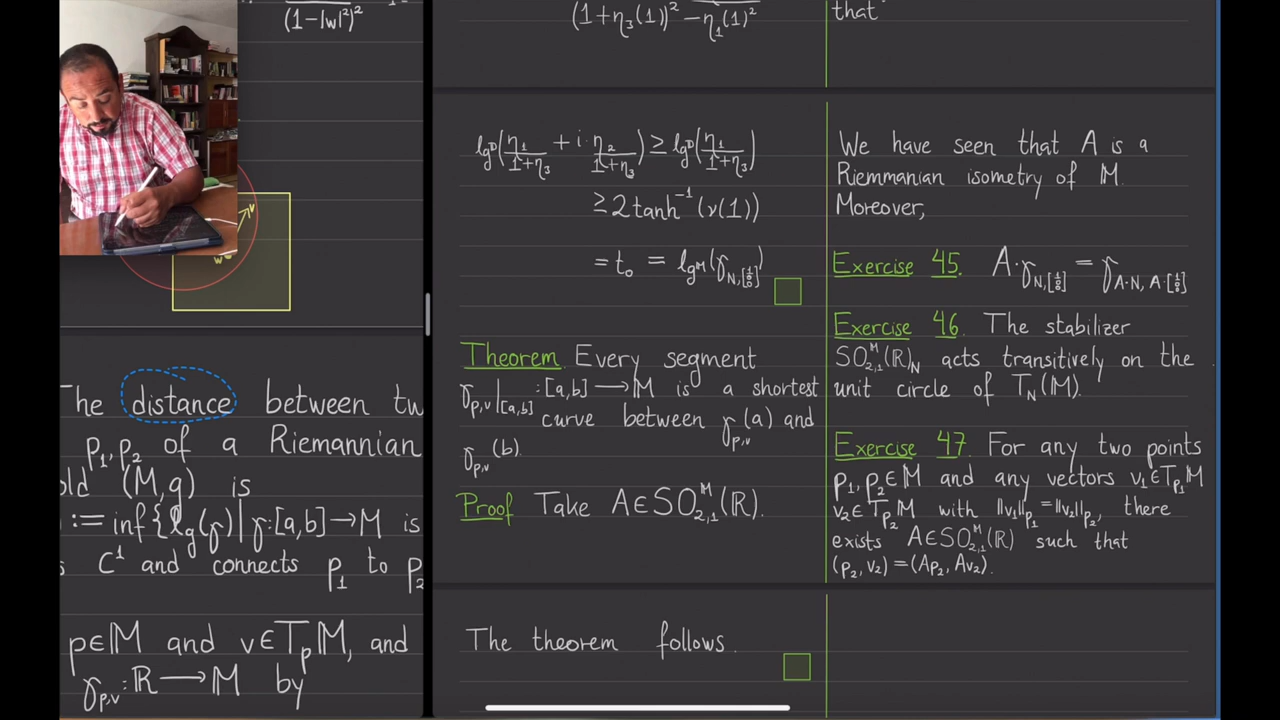 (1-|w|²)²
The distance between tw
p₁, p₂ of a Riemannian
old (M, g) is
:= inf{lg(γ) | γ:[a,b]→M is
s C¹ and connects p₁ to p₂
p∈𝕄 and v∈Tₚ𝕄, and
γ_{p,v}: ℝ→𝕄 by
(1+η₃(1))² − η₁(1)²
lg^𝔻(η₁/(1+η₃) + i·η₂/(1+η₃)) ≥ lg^𝔻(η₁/(1+η₃))
≥ 2 tanh⁻¹(ν(1))
= t₀ = lg^𝕄(γ_{N,[1 0]})
Theorem. Every segment
γ_{p,v}|_[a,b] : [a,b]→𝕄 is a shortest
curve between γ_{p,v}(a) and
γ_{p,v}(b).
Proof Take A∈SO^𝕄_{2,1}(ℝ).
The theorem follows.
that
We have seen that A is a
Riemmanian isometry of 𝕄.
Moreover,
Exercise 45. A·γ_{N,[1 0]} = γ_{A·N, A·[1 0]}
Exercise 46. The stabilizer
SO^𝕄_{2,1}(ℝ)_N acts transitively on the
unit circle of T_N(𝕄).
Exercise 47. For any two points
p₁, p₂∈𝕄 and any vectors v₁∈T_{p₁}𝕄
v₂∈T_{p₂}𝕄 with ‖v₁‖_{p₁}=‖v₂‖_{p₂}, there
exists A∈SO^𝕄_{2,1}(ℝ) such that
(p₂, v₂)=(Ap₂, Av₂).